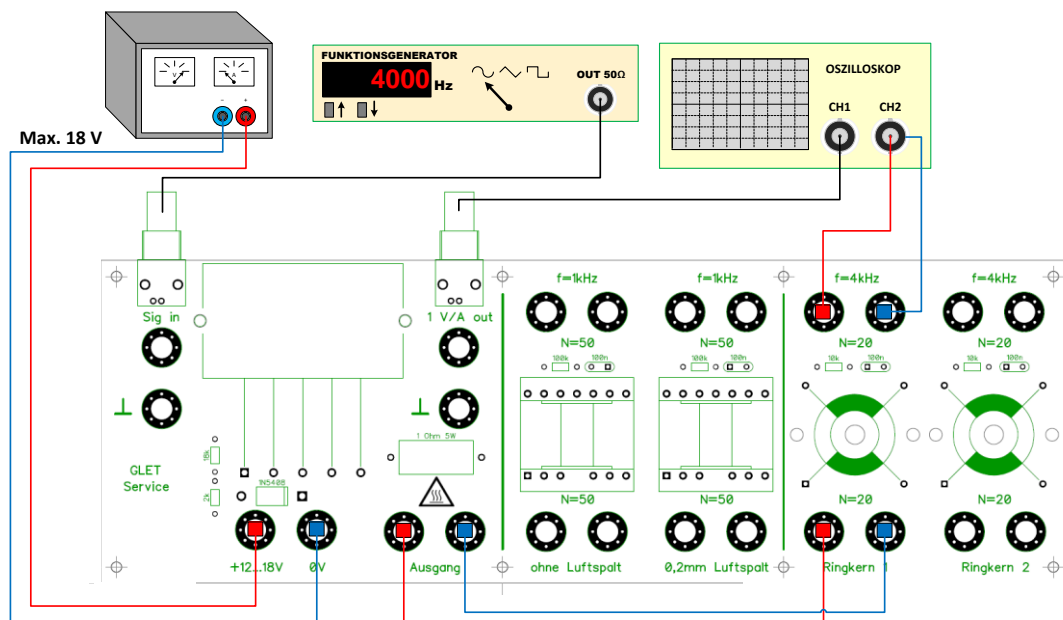 FUNKTIONSGENERATOR
4000 Hz
OUT 50Ω
OSZILLOSKOP
CH1 CH2
V A
- +
Max. 18 V
Sig in
1 V/A out
f=1kHz f=1kHz f=4kHz f=4kHz
N=50 N=50 N=20 N=20
100k 100n 100k 100n 10k 100n 10k 100n
1 Ohm 5W
18k
GLET
Service
1N5408
2k
N=50 N=50 N=20 N=20
+12...18V 0V Ausgang ohne Luftspalt 0,2mm Luftspalt Ringkern 1 Ringkern 2